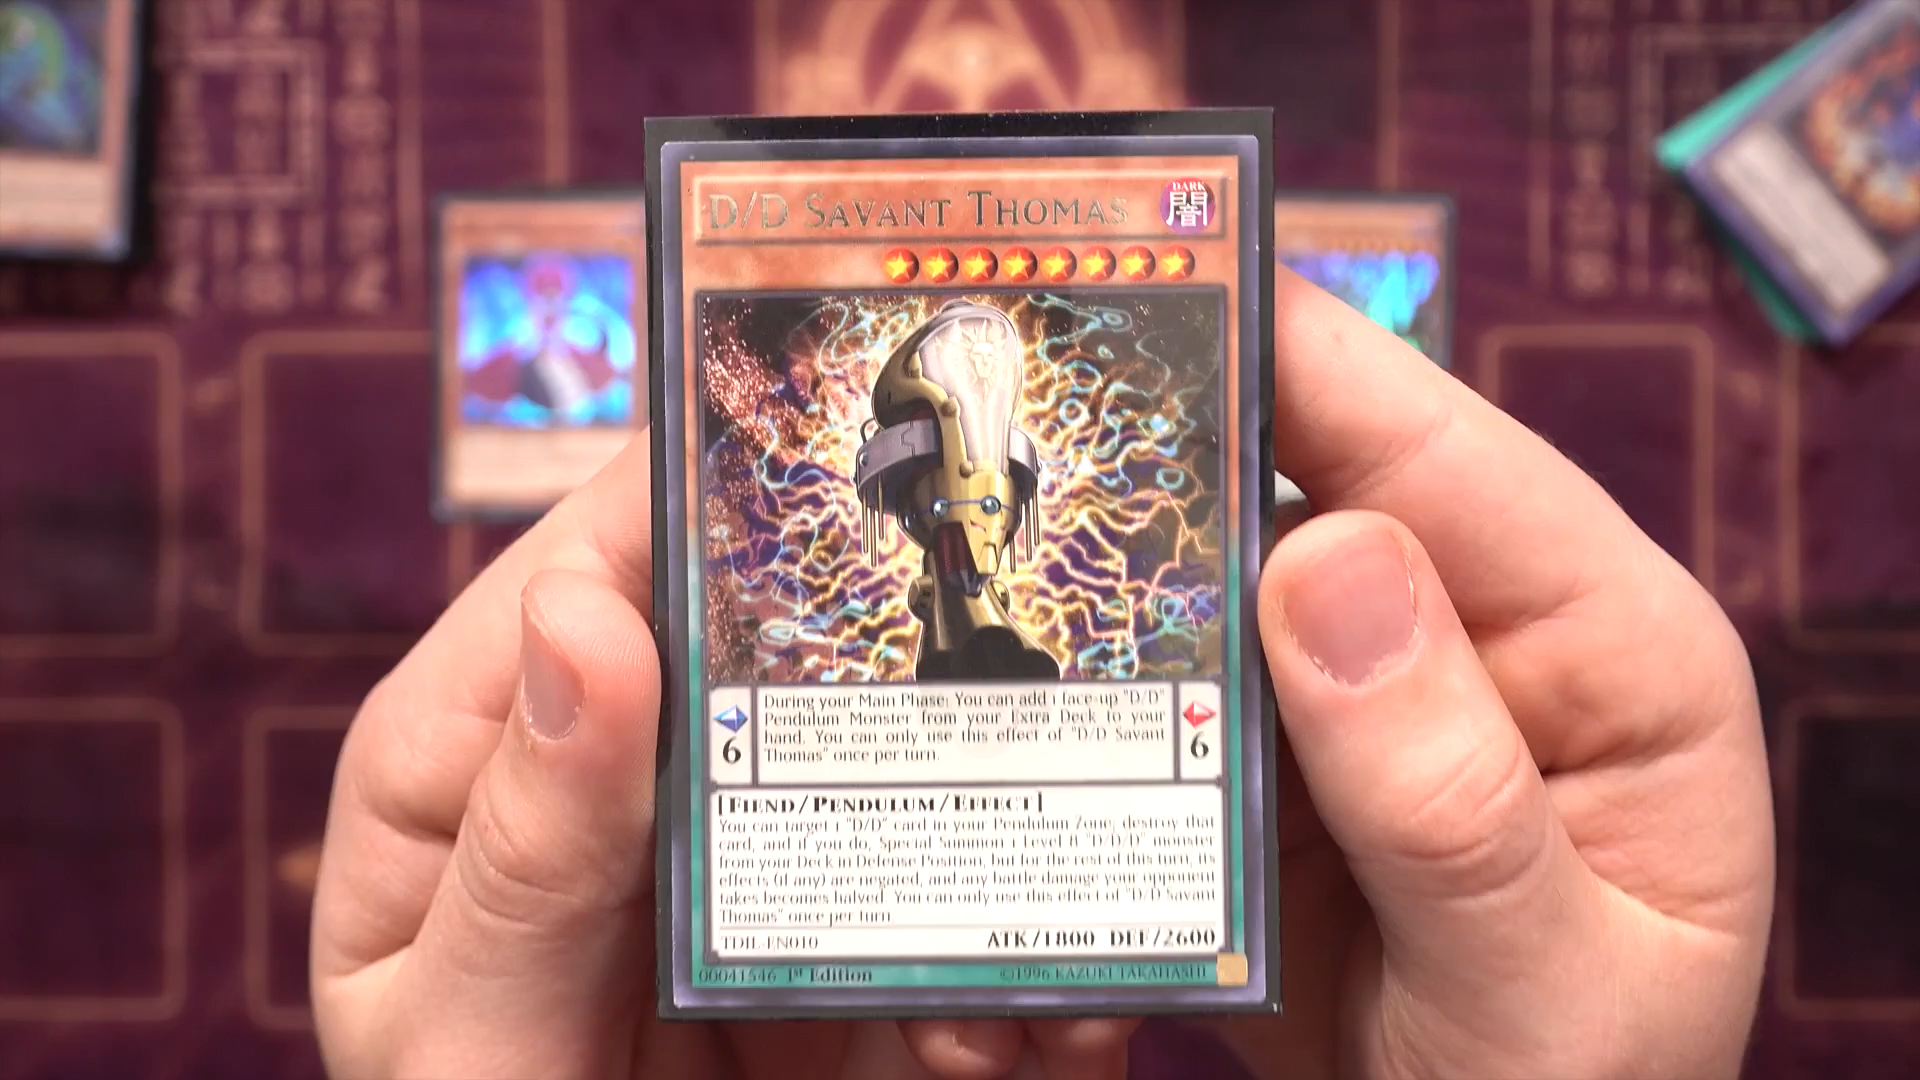 D/D SAVANT THOMAS
DARK
闇
During your Main Phase: You can add 1 face-up "D/D"
Pendulum Monster from your Extra Deck to your
hand. You can only use this effect of "D/D Savant
Thomas" once per turn.
6
6
[FIEND/PENDULUM/EFFECT]
You can target 1 "D/D" card in your Pendulum Zone; destroy that
card, and if you do, Special Summon 1 Level 8 "D/D/D" monster
from your Deck in Defense Position, but for the rest of this turn, its
effects (if any) are negated, and any battle damage your opponent
takes becomes halved. You can only use this effect of "D/D Savant
Thomas" once per turn.
TDIL-EN010
ATK/1800 DEF/2600
00041546 1st Edition
©1996 KAZUKI TAKAHASHI